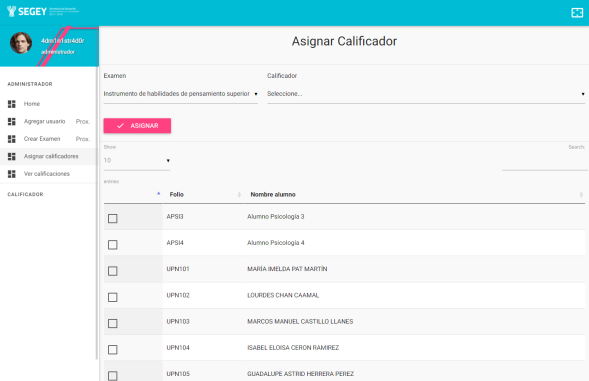 SEGEY
Asignar Calificador
4dm1n1str4d0r
administrador
ADMINISTRADOR
Home
Agregar usuario Prox.
Crear Examen Prox.
Asignar calificadores
Ver calificaciones
CALIFICADOR
Examen Calificador
Instrumento de habilidades de pensamiento superior Seleccione...
ASIGNAR
Show Search:
10
entries
Folio Nombre alumno
APSI3 Alumno Psicología 3
APSI4 Alumno Psicología 4
UPN101 MARÍA IMELDA PAT MARTÍN
UPN102 LOURDES CHAN CAAMAL
UPN103 MARCOS MANUEL CASTILLO LLANES
UPN104 ISABEL ELOISA CERON RAMIREZ
UPN105 GUADALUPE ASTRID HERRERA PEREZ